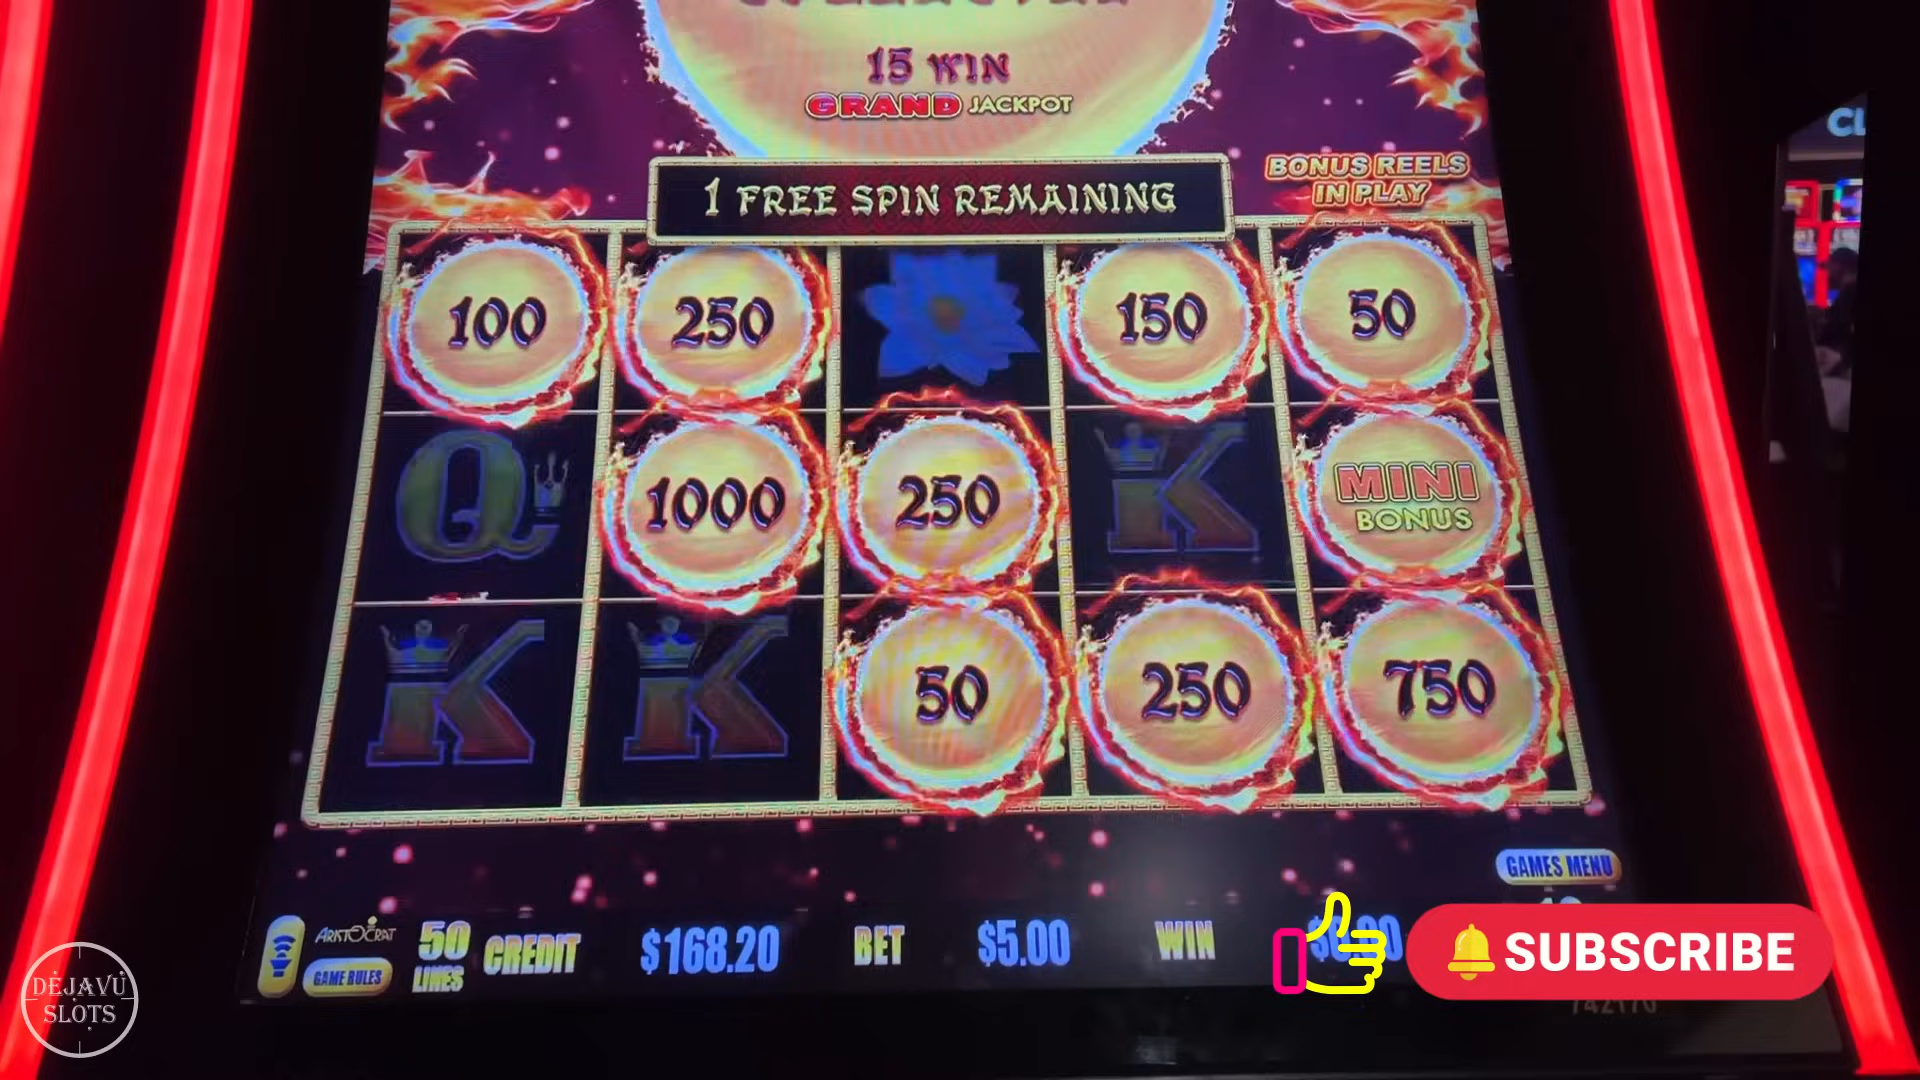 15 WIN
GRAND JACKPOT
1 FREE SPIN REMAINING
BONUS REELS
IN PLAY
100 250 150 50
Q 1000 250 K MINI
BONUS
K K 50 250 750
GAMES MENU
ARISTOCRAT
GAME RULES
50
LINES
CREDIT $168.20 BET $5.00 WIN
SUBSCRIBE
DÉJAVÚ
SLOTS